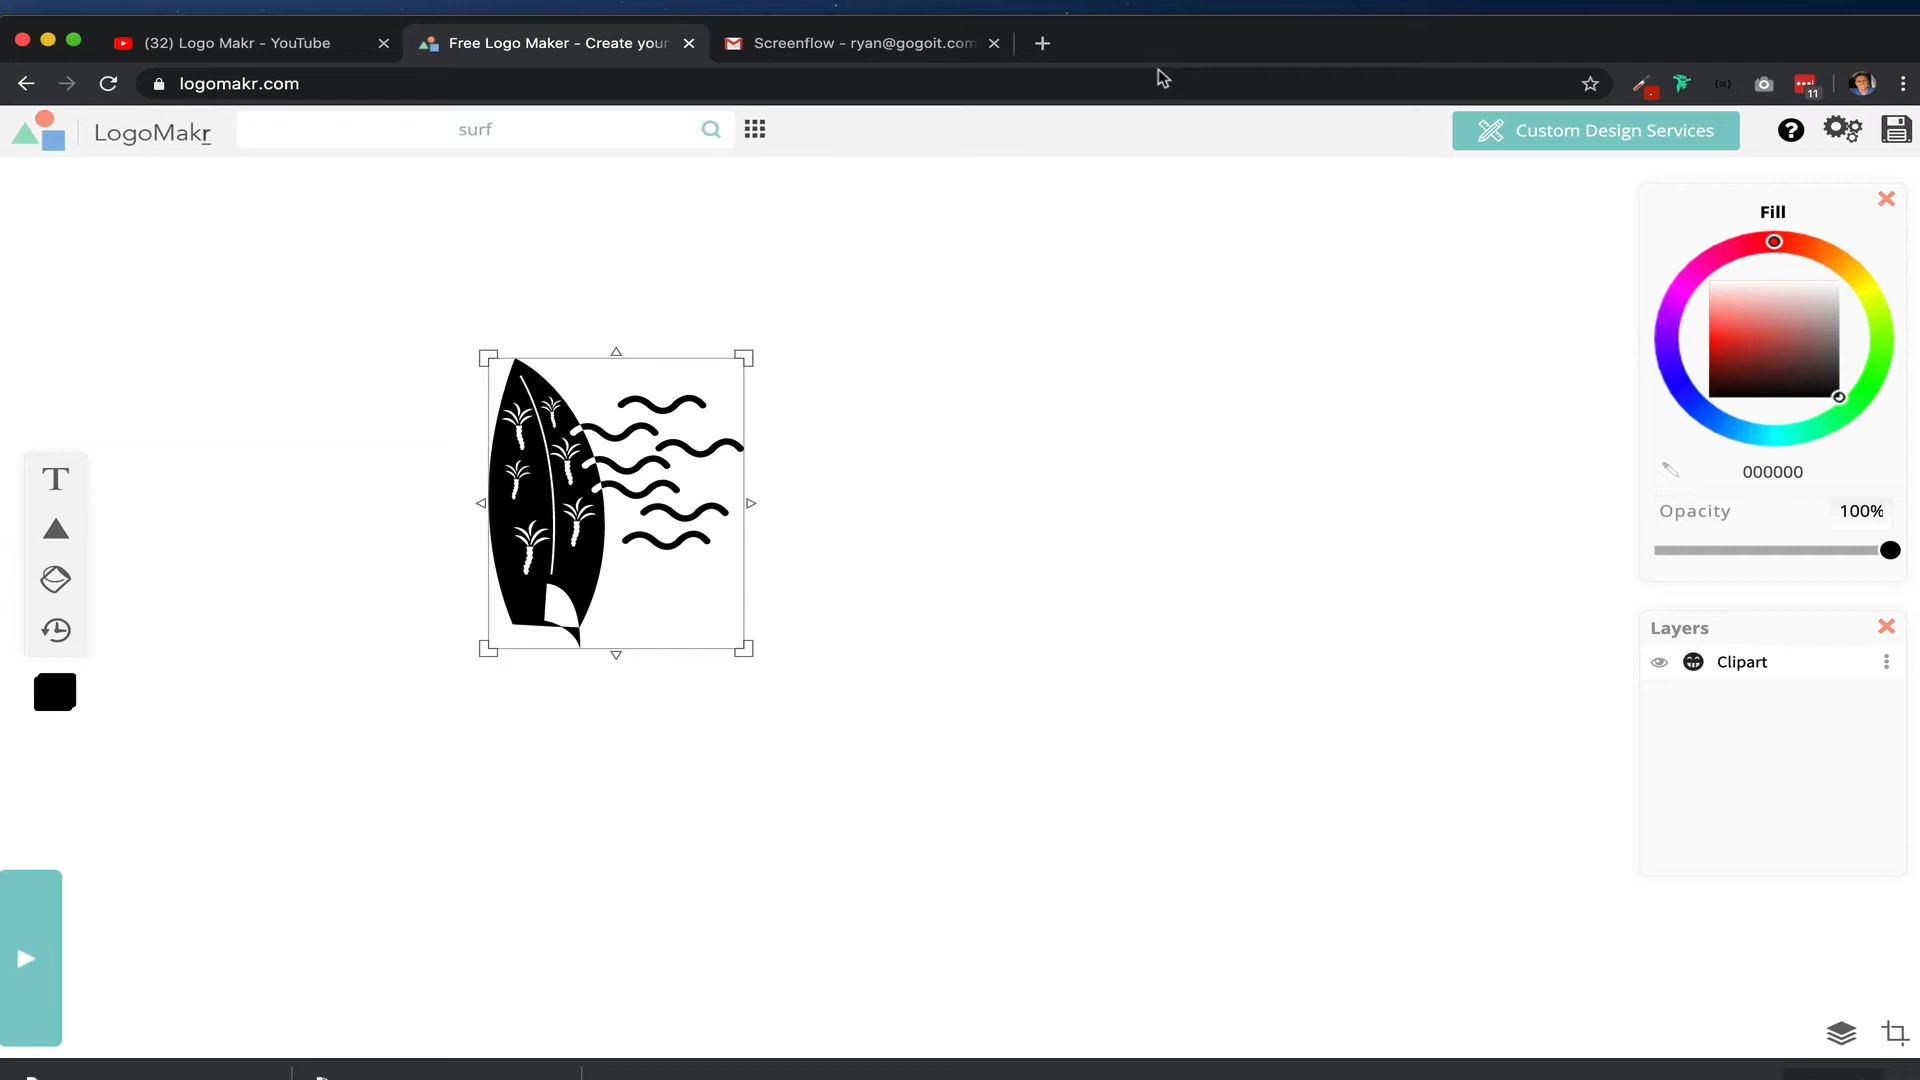 (32) Logo Makr - YouTube
Free Logo Maker - Create your
Screenflow - ryan@gogoit.com
logomakr.com
11
LogoMakr
surf
Custom Design Services
?
Fill
000000
Opacity 100%
T
Layers
Clipart